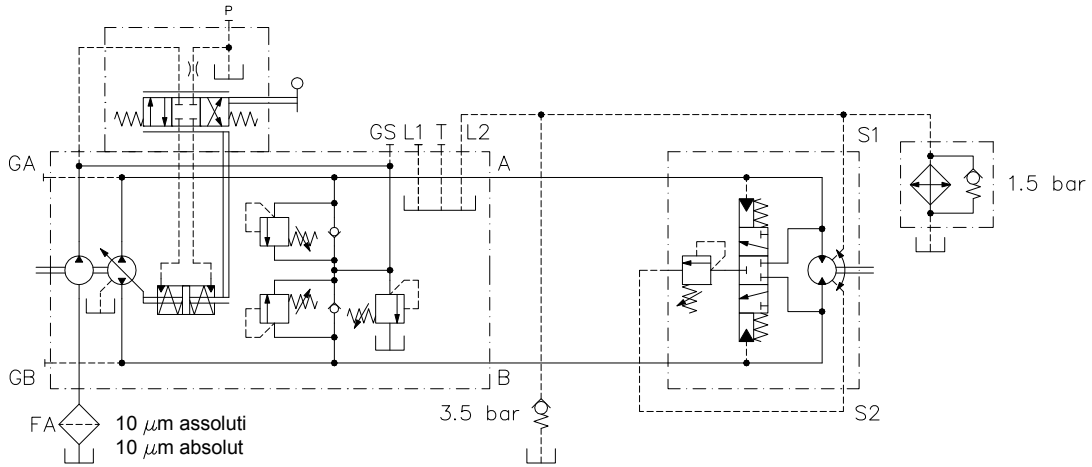 P
GS L1 T L2
S1
GA
A
1.5 bar
GB
B
3.5 bar
S2
FA
10 µm assoluti
10 µm absolut